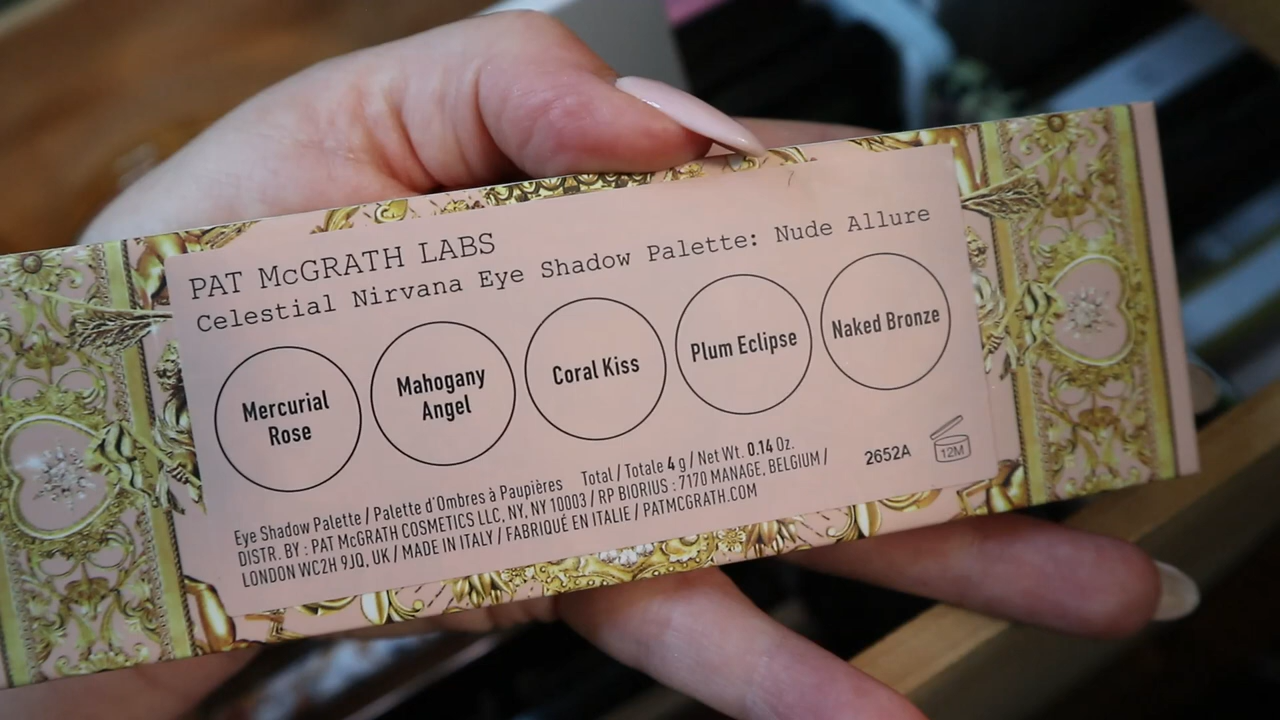 PAT McGRATH LABS
Celestial Nirvana Eye Shadow Palette: Nude Allure
Mercurial
Rose
Mahogany
Angel
Coral Kiss
Plum Eclipse
Naked Bronze
Eye Shadow Palette / Palette d'Ombres à Paupières Total / Totale 4 g / Net Wt. 0.14 Oz.
DISTR. BY : PAT McGRATH COSMETICS LLC, NY, NY 10003 / RP BIORIUS : 7170 MANAGE, BELGIUM /
LONDON WC2H 9JQ, UK / MADE IN ITALY / FABRIQUÉ EN ITALIE / PATMCGRATH.COM
2652A
12M